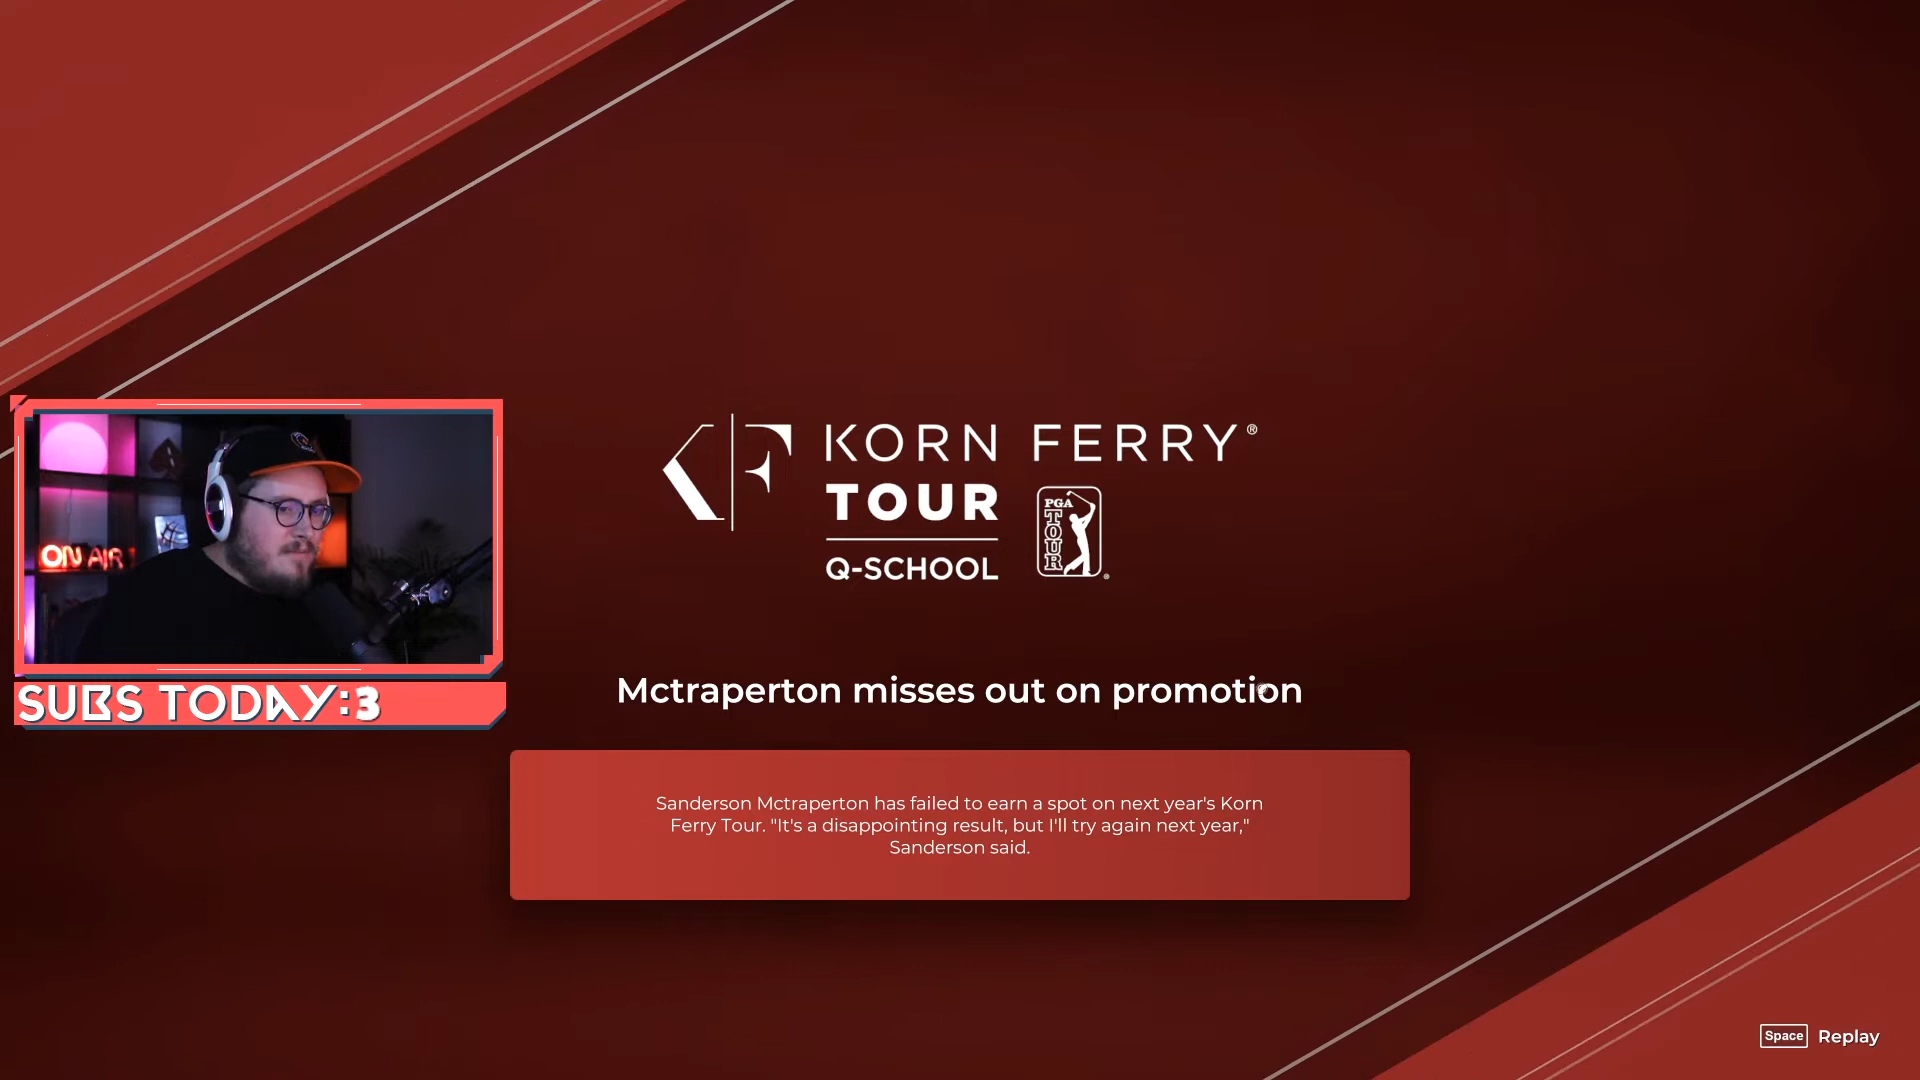 KF KORN FERRY®
TOUR
Q-SCHOOL
PGA TOUR®
ON AIR
SUBS TODAY:3
Mctraperton misses out on promotion
Sanderson Mctraperton has failed to earn a spot on next year's Korn
Ferry Tour. "It's a disappointing result, but I'll try again next year,"
Sanderson said.
Space Replay